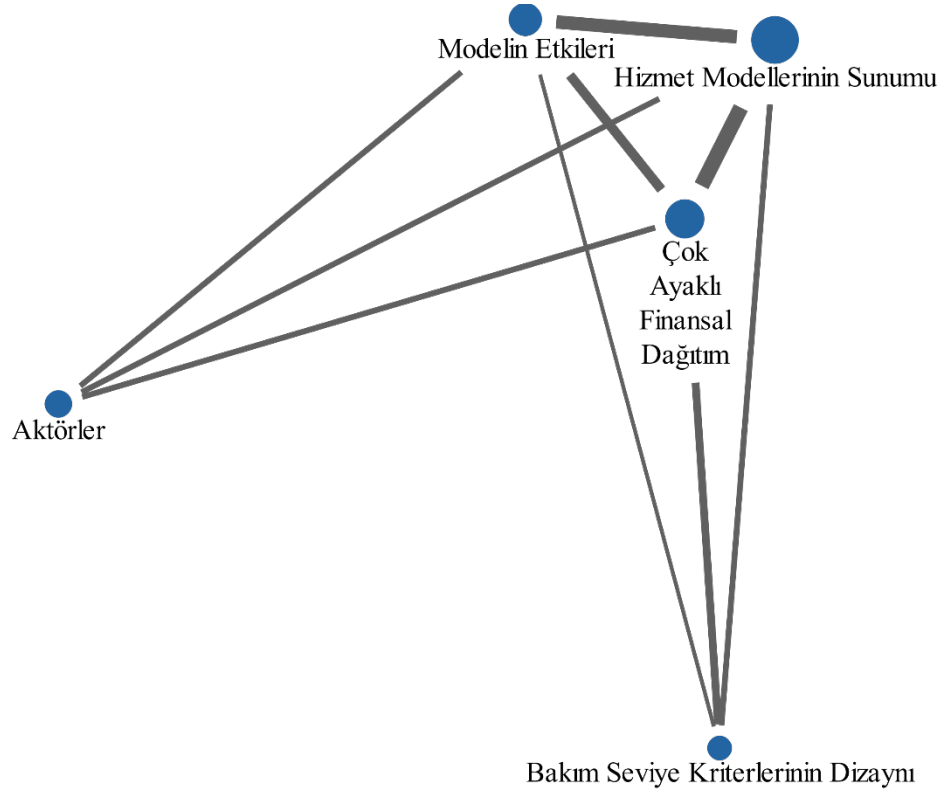 Modelin Etkileri
Hizmet Modellerinin Sunumu
Çok
Ayaklı
Finansal
Dağıtım
Aktörler
Bakım Seviye Kriterlerinin Dizaynı